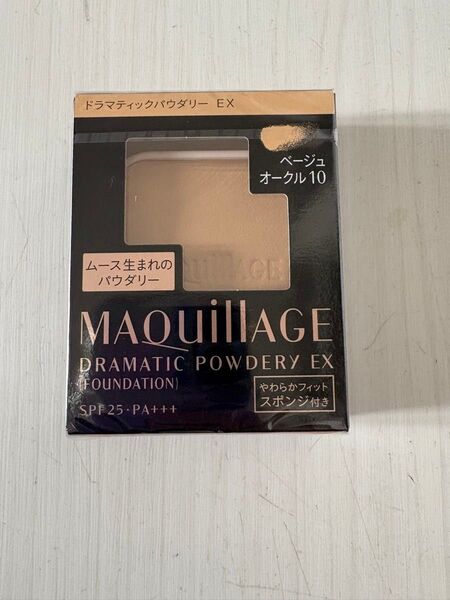 ドラマティックパウダリー EX
ベージュ
オークル10
MAQuillAGE
ムース生まれの
パウダリー
MAQuillAGE
DRAMATIC POWDERY EX
(FOUNDATION)
SPF25・PA+++
やわらかフィット
スポンジ付き